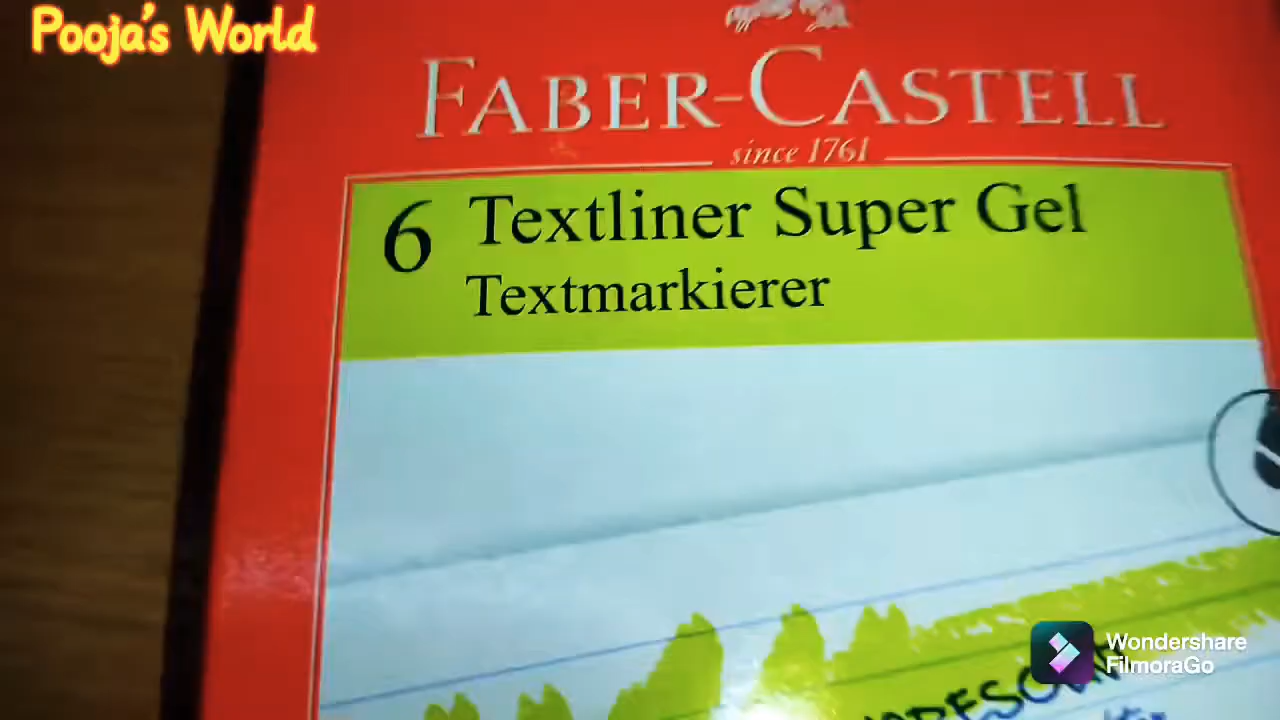 Pooja's World
FABER-CASTELL
since 1761
6 Textliner Super Gel
Textmarkierer
Wondershare
FilmoraGo